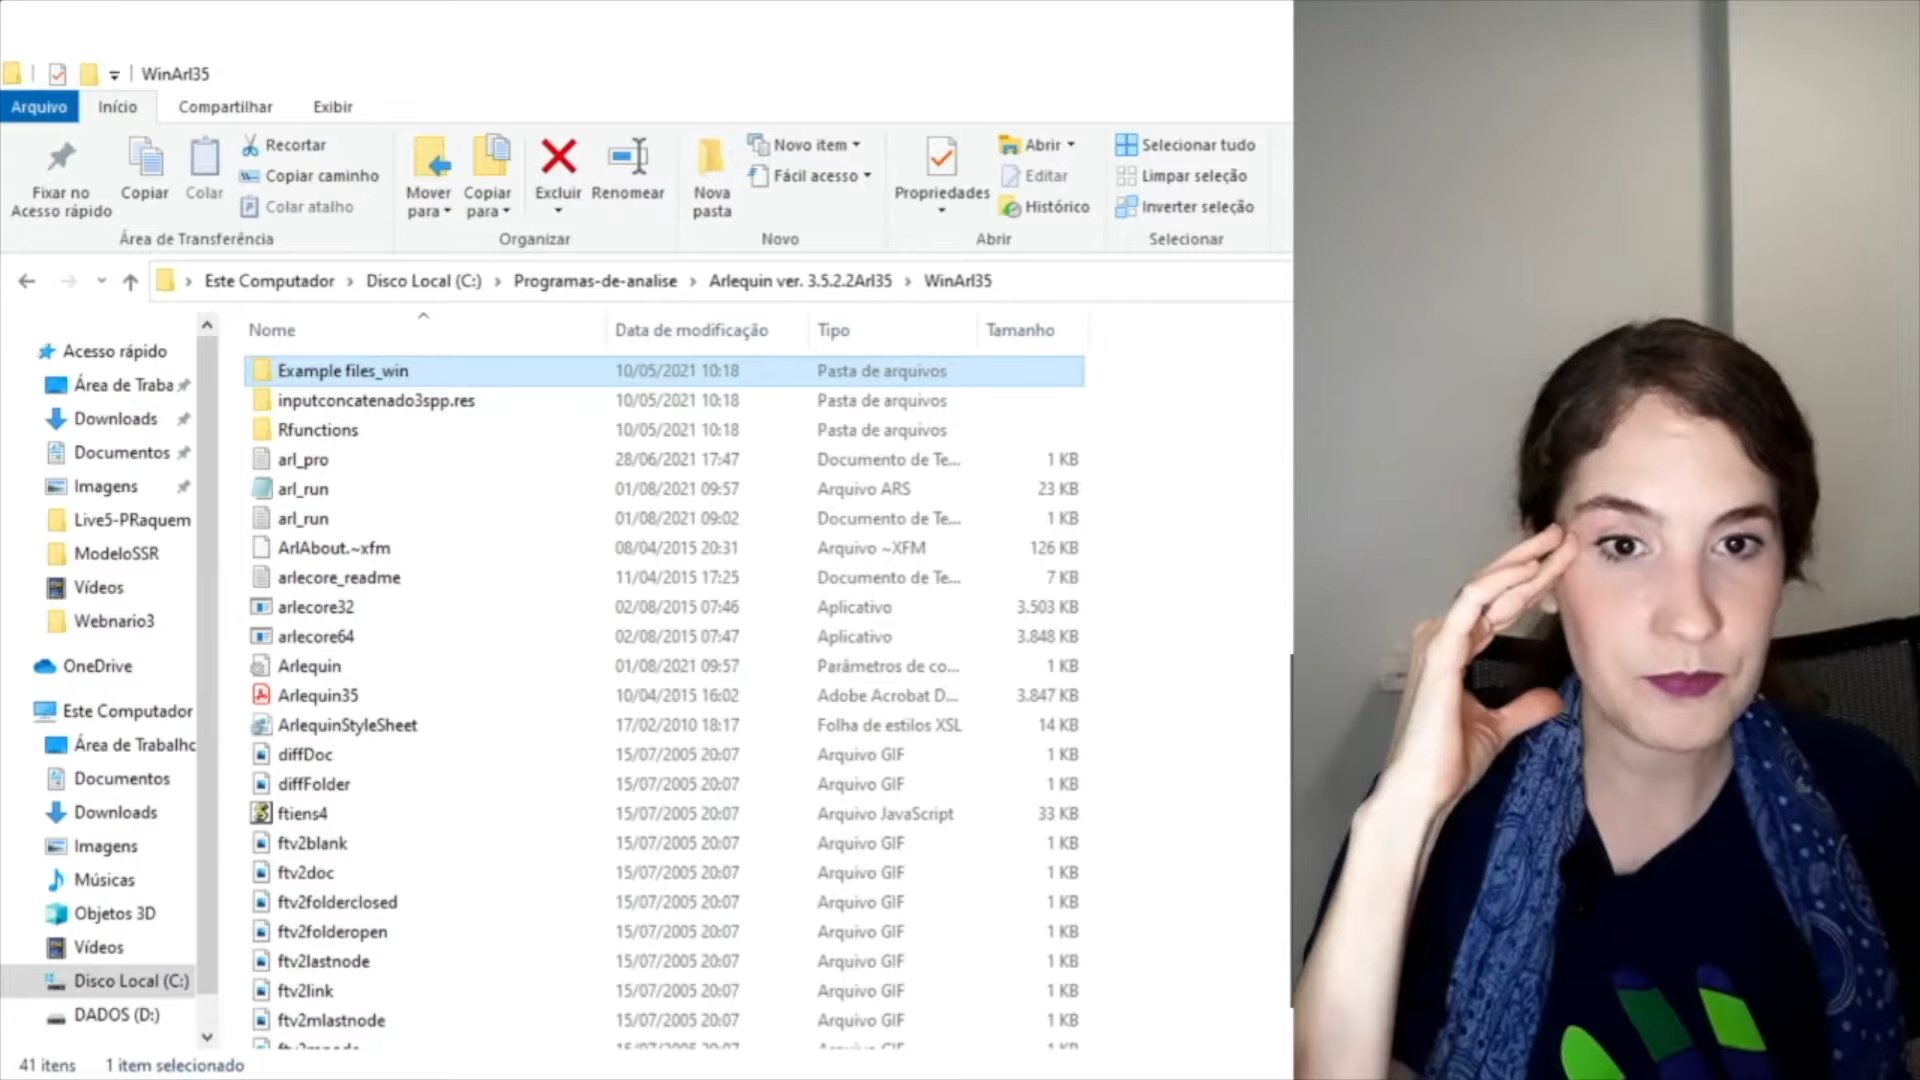 WinArl35
Arquivo Início Compartilhar Exibir
Fixar no Acesso rápido
Copiar
Colar
Recortar
Copiar caminho
Colar atalho
Área de Transferência
Mover para
Copiar para
Excluir
Renomear
Organizar
Nova pasta
Novo item
Fácil acesso
Novo
Propriedades
Abrir
Editar
Histórico
Abrir
Selecionar tudo
Limpar seleção
Inverter seleção
Selecionar
Este Computador Disco Local (C:) Programas-de-analise Arlequin ver. 3.5.2.2Arl35 WinArl35
Acesso rápido
Área de Traba
Downloads
Documentos
Imagens
Live5-PRaquem
ModeloSSR
Vídeos
Webnario3
OneDrive
Este Computador
Área de Trabalho
Documentos
Downloads
Imagens
Músicas
Objetos 3D
Vídeos
Disco Local (C:)
DADOS (D:)
Nome Data de modificação Tipo Tamanho
Example files_win 10/05/2021 10:18 Pasta de arquivos
inputconcatenado3spp.res 10/05/2021 10:18 Pasta de arquivos
Rfunctions 10/05/2021 10:18 Pasta de arquivos
arl_pro 28/06/2021 17:47 Documento de Te... 1 KB
arl_run 01/08/2021 09:57 Arquivo ARS 23 KB
arl_run 01/08/2021 09:02 Documento de Te... 1 KB
ArlAbout.~xfm 08/04/2015 20:31 Arquivo ~XFM 126 KB
arlecore_readme 11/04/2015 17:25 Documento de Te... 7 KB
arlecore32 02/08/2015 07:46 Aplicativo 3.503 KB
arlecore64 02/08/2015 07:47 Aplicativo 3.848 KB
Arlequin 01/08/2021 09:57 Parâmetros de co... 1 KB
Arlequin35 10/04/2015 16:02 Adobe Acrobat D... 3.847 KB
ArlequinStyleSheet 17/02/2010 18:17 Folha de estilos XSL 14 KB
diffDoc 15/07/2005 20:07 Arquivo GIF 1 KB
diffFolder 15/07/2005 20:07 Arquivo GIF 1 KB
ftiens4 15/07/2005 20:07 Arquivo JavaScript 33 KB
ftv2blank 15/07/2005 20:07 Arquivo GIF 1 KB
ftv2doc 15/07/2005 20:07 Arquivo GIF 1 KB
ftv2folderclosed 15/07/2005 20:07 Arquivo GIF 1 KB
ftv2folderopen 15/07/2005 20:07 Arquivo GIF 1 KB
ftv2lastnode 15/07/2005 20:07 Arquivo GIF 1 KB
ftv2link 15/07/2005 20:07 Arquivo GIF 1 KB
ftv2mlastnode 15/07/2005 20:07 Arquivo GIF 1 KB
41 itens 1 item selecionado